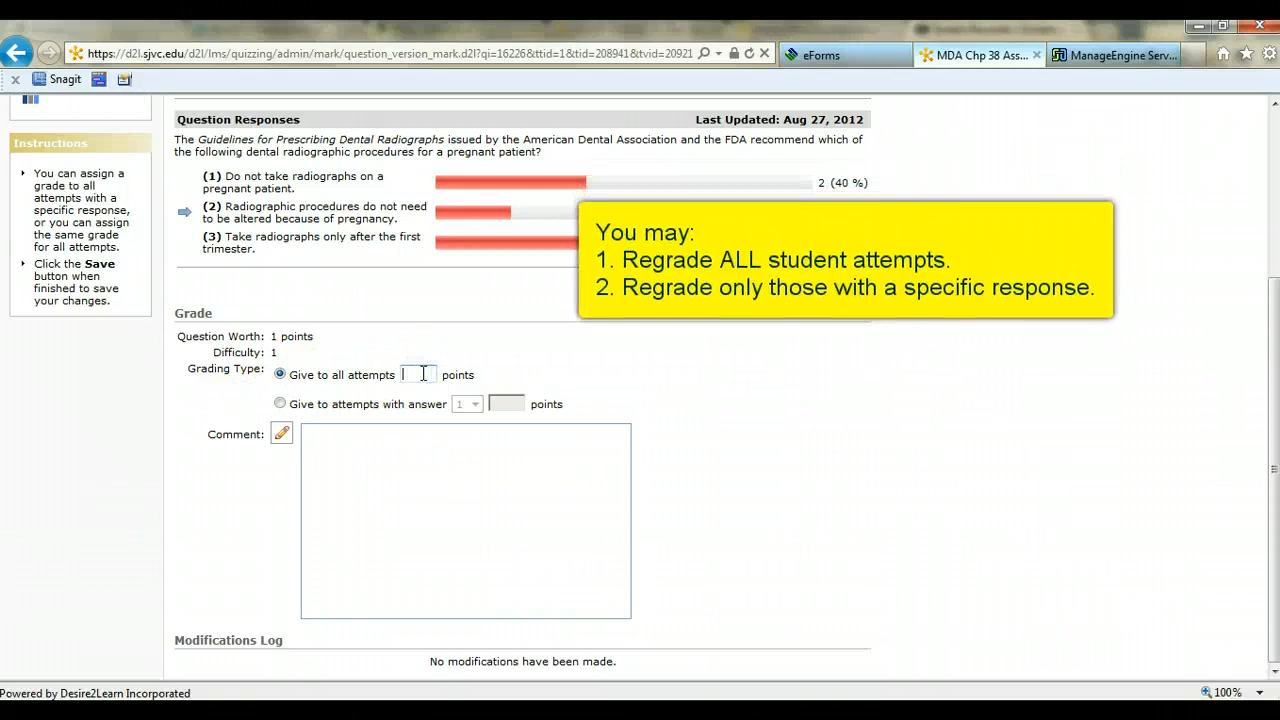 https://d2l.sjvc.edu/d2l/lms/quizzing/admin/mark/question_version_mark.d2l?qi=16226&ttid=1&tid=208941&tvid=20921
eForms
MDA Chp 38 Ass...
ManageEngine Serv...
Snagit
Question Responses
Last Updated: Aug 27, 2012
The Guidelines for Prescribing Dental Radiographs issued by the American Dental Association and the FDA recommend which of
the following dental radiographic procedures for a pregnant patient?
(1) Do not take radiographs on a
pregnant patient.
2 (40 %)
(2) Radiographic procedures do not need
to be altered because of pregnancy.
(3) Take radiographs only after the first
trimester.
Instructions
You can assign a
grade to all
attempts with a
specific response,
or you can assign
the same grade
for all attempts.
Click the Save
button when
finished to save
your changes.
You may:
1. Regrade ALL student attempts.
2. Regrade only those with a specific response.
Grade
Question Worth: 1 points
Difficulty: 1
Grading Type:
Give to all attempts points
Give to attempts with answer 1 points
Comment:
Modifications Log
No modifications have been made.
Powered by Desire2Learn Incorporated
100%